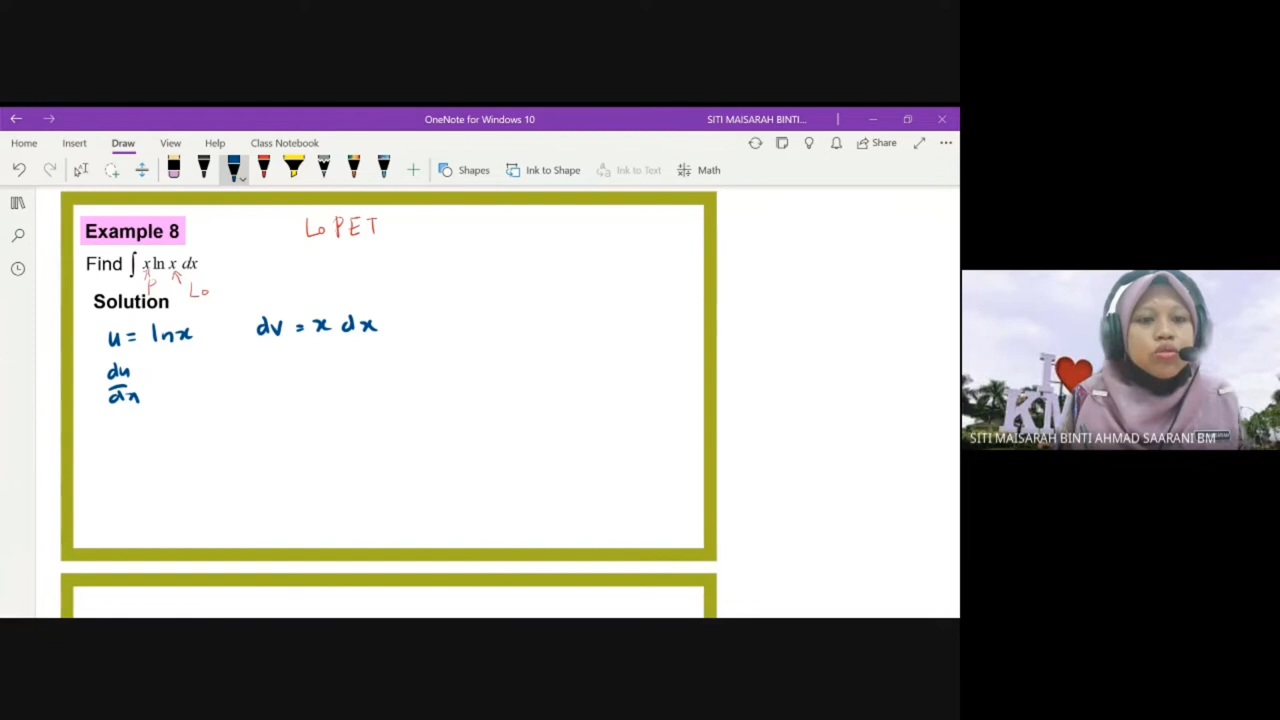 OneNote for Windows 10
SITI MAISARAH BINTI...
Home Insert Draw View Help Class Notebook
Share
Shapes Ink to Shape Ink to Text Math
Example 8
LoPET
Find ∫ x ln x dx
P Lo
Solution
u = lnx dv = x dx
du
dx
I
KM
SITI MAISARAH BINTI AHMAD SAARANI BM